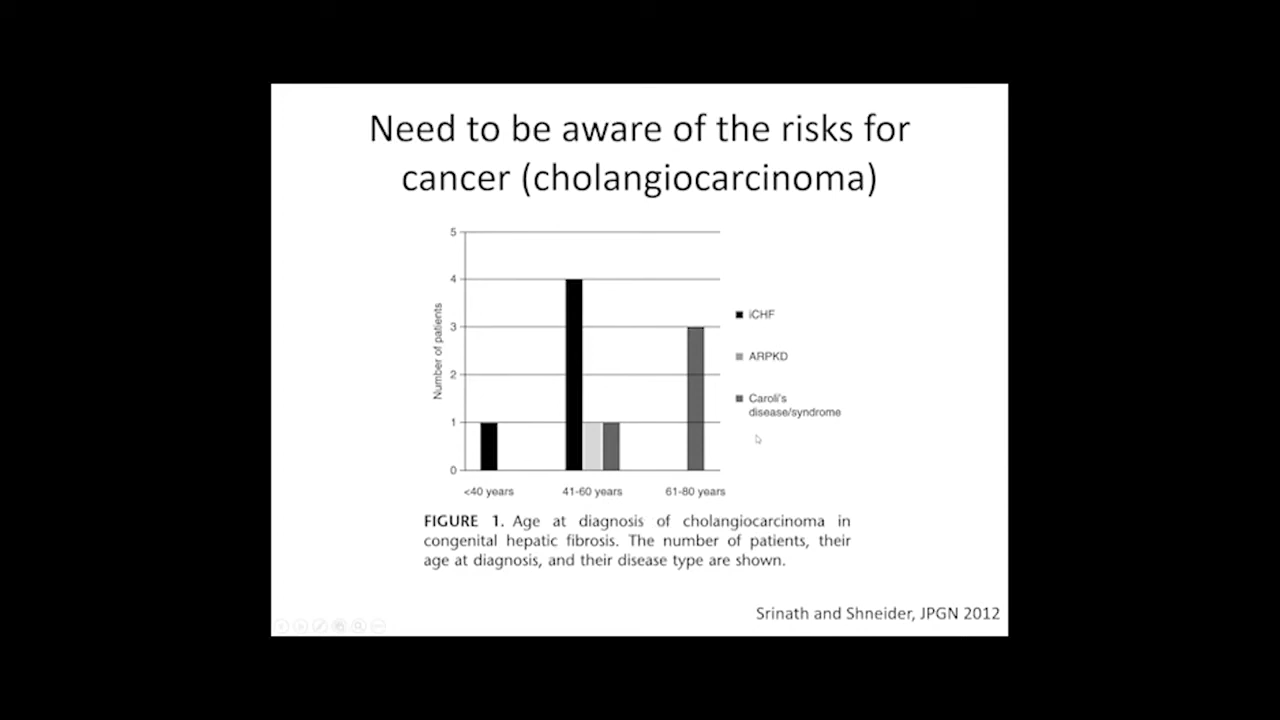 Need to be aware of the risks for
cancer (cholangiocarcinoma)
5
4
3
2
1
0
Number of patients
<40 years
41-60 years
61-80 years
iCHF
ARPKD
Caroli's
disease/syndrome
FIGURE 1. Age at diagnosis of cholangiocarcinoma in
congenital hepatic fibrosis. The number of patients, their
age at diagnosis, and their disease type are shown.
Srinath and Shneider, JPGN 2012